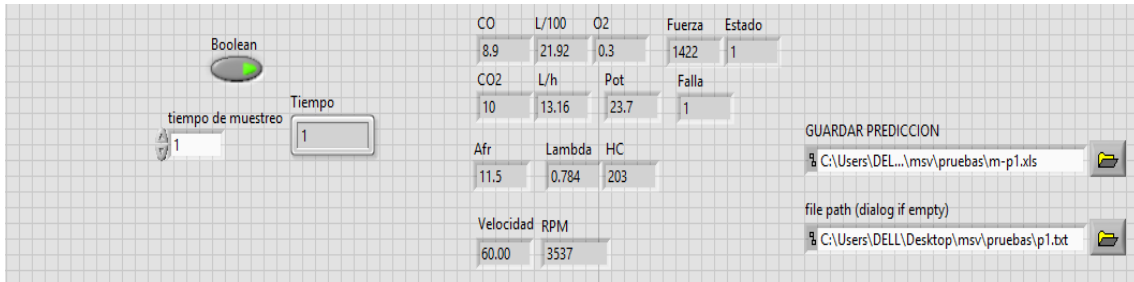 CO L/100 O2 Fuerza Estado
8.9 21.92 0.3 1422 1
Boolean
CO2 L/h Pot Falla
10 13.16 23.7 1
tiempo de muestreo Tiempo
1 1
GUARDAR PREDICCION
C:\Users\DEL...\msv\pruebas\m-p1.xls
Afr Lambda HC
11.5 0.784 203
file path (dialog if empty)
C:\Users\DELL\Desktop\msv\pruebas\p1.txt
Velocidad RPM
60.00 3537